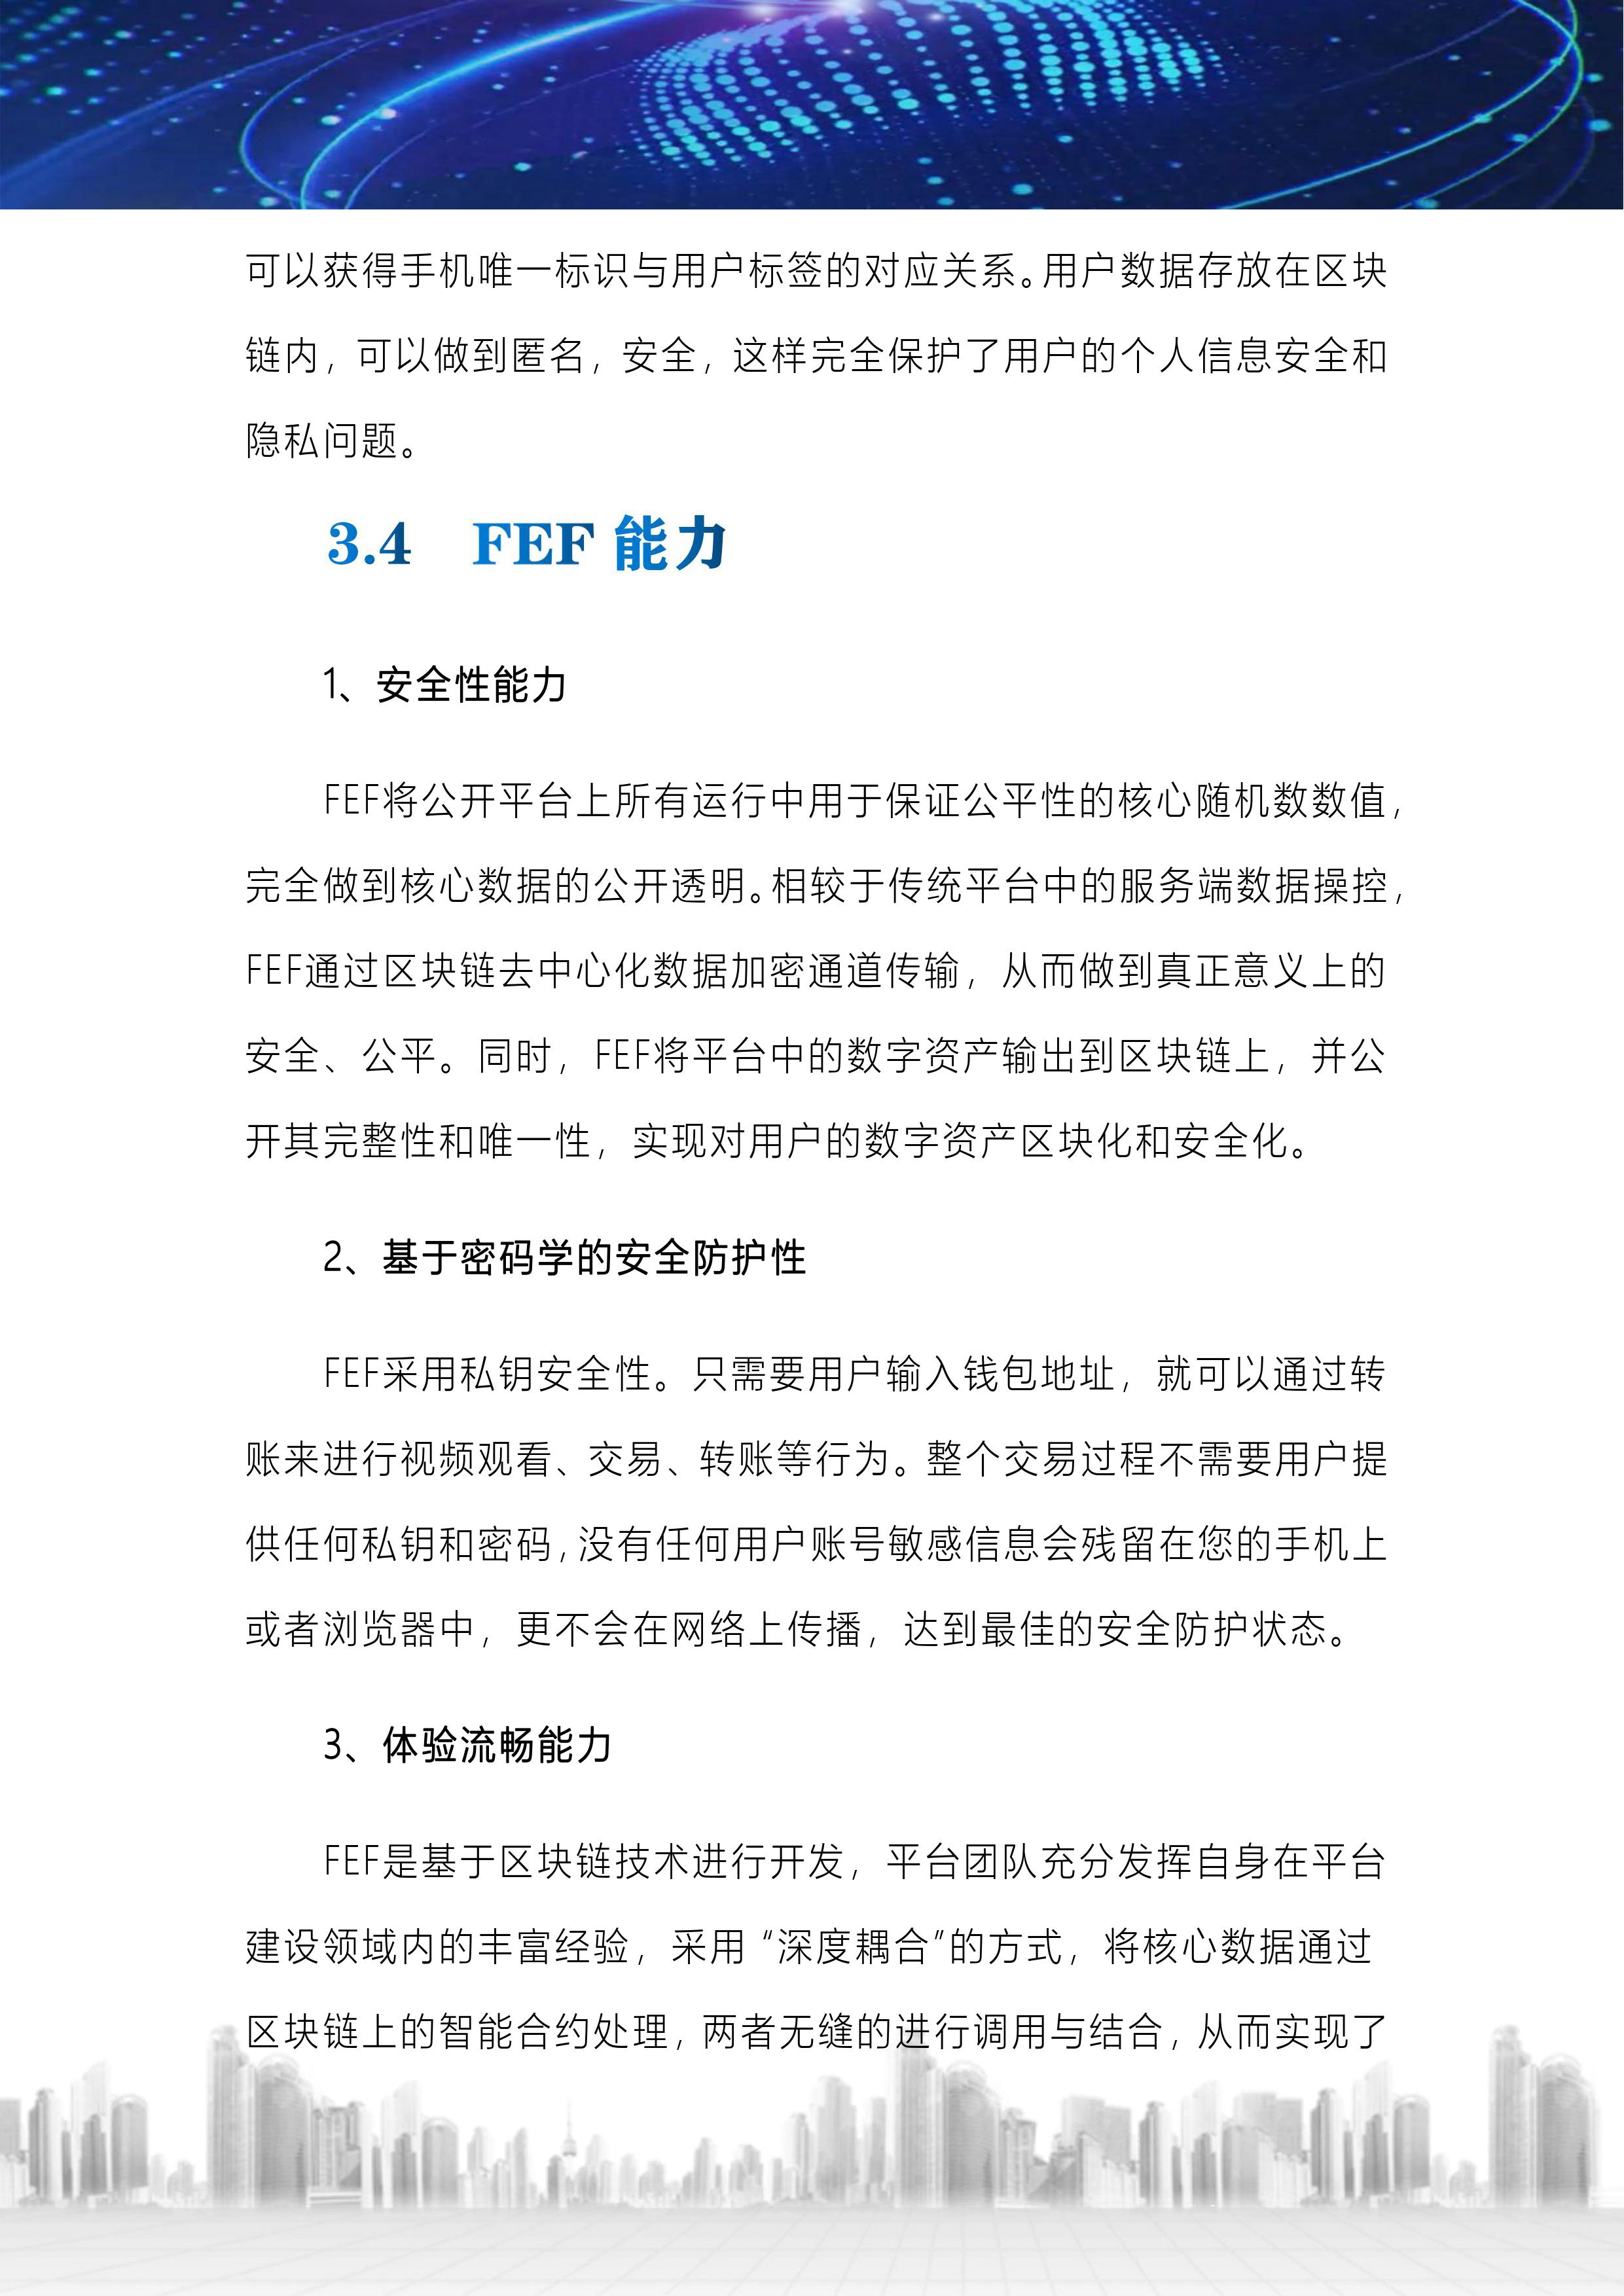 可以获得手机唯一标识与用户标签的对应关系。用户数据存放在区块
链内，可以做到匿名，安全，这样完全保护了用户的个人信息安全和
隐私问题。
3.4 FEF 能力
1、安全性能力
FEF将公开平台上所有运行中用于保证公平性的核心随机数数值，
完全做到核心数据的公开透明。相较于传统平台中的服务端数据操控，
FEF通过区块链去中心化数据加密通道传输，从而做到真正意义上的
安全、公平。同时，FEF将平台中的数字资产输出到区块链上，并公
开其完整性和唯一性，实现对用户的数字资产区块化和安全化。
2、基于密码学的安全防护性
FEF采用私钥安全性。只需要用户输入钱包地址，就可以通过转
账来进行视频观看、交易、转账等行为。整个交易过程不需要用户提
供任何私钥和密码，没有任何用户账号敏感信息会残留在您的手机上
或者浏览器中，更不会在网络上传播，达到最佳的安全防护状态。
3、体验流畅能力
FEF是基于区块链技术进行开发，平台团队充分发挥自身在平台
建设领域内的丰富经验，采用“深度耦合”的方式，将核心数据通过
区块链上的智能合约处理，两者无缝的进行调用与结合，从而实现了